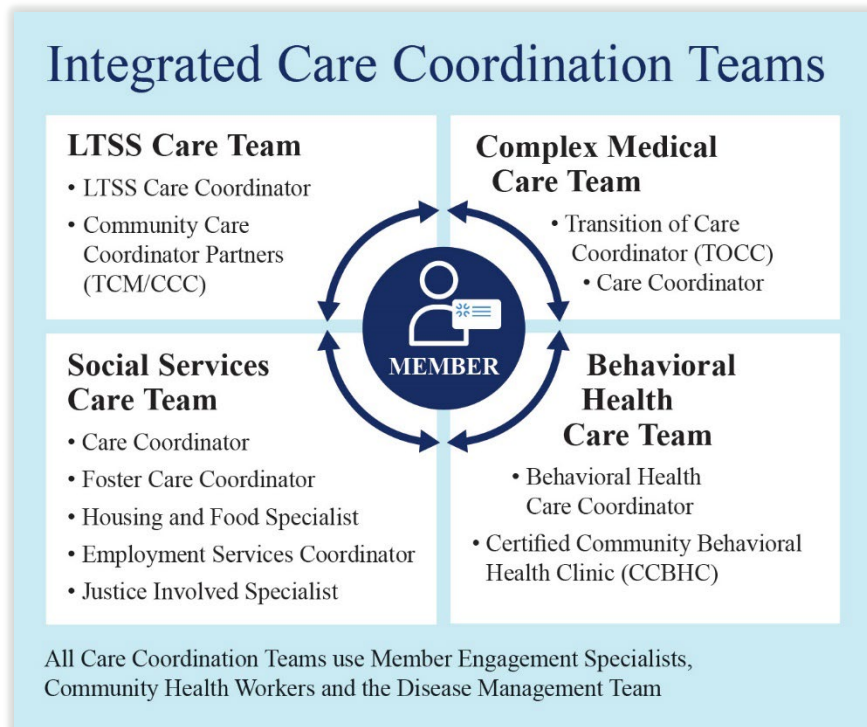 Integrated Care Coordination Teams
LTSS Care Team
• LTSS Care Coordinator
• Community Care
Coordinator Partners
(TCM/CCC)
Complex Medical
Care Team
• Transition of Care
Coordinator (TOCC)
• Care Coordinator
MEMBER
Social Services
Care Team
• Care Coordinator
• Foster Care Coordinator
• Housing and Food Specialist
• Employment Services Coordinator
• Justice Involved Specialist
Behavioral
Health
Care Team
• Behavioral Health
Care Coordinator
• Certified Community Behavioral
Health Clinic (CCBHC)
All Care Coordination Teams use Member Engagement Specialists,
Community Health Workers and the Disease Management Team